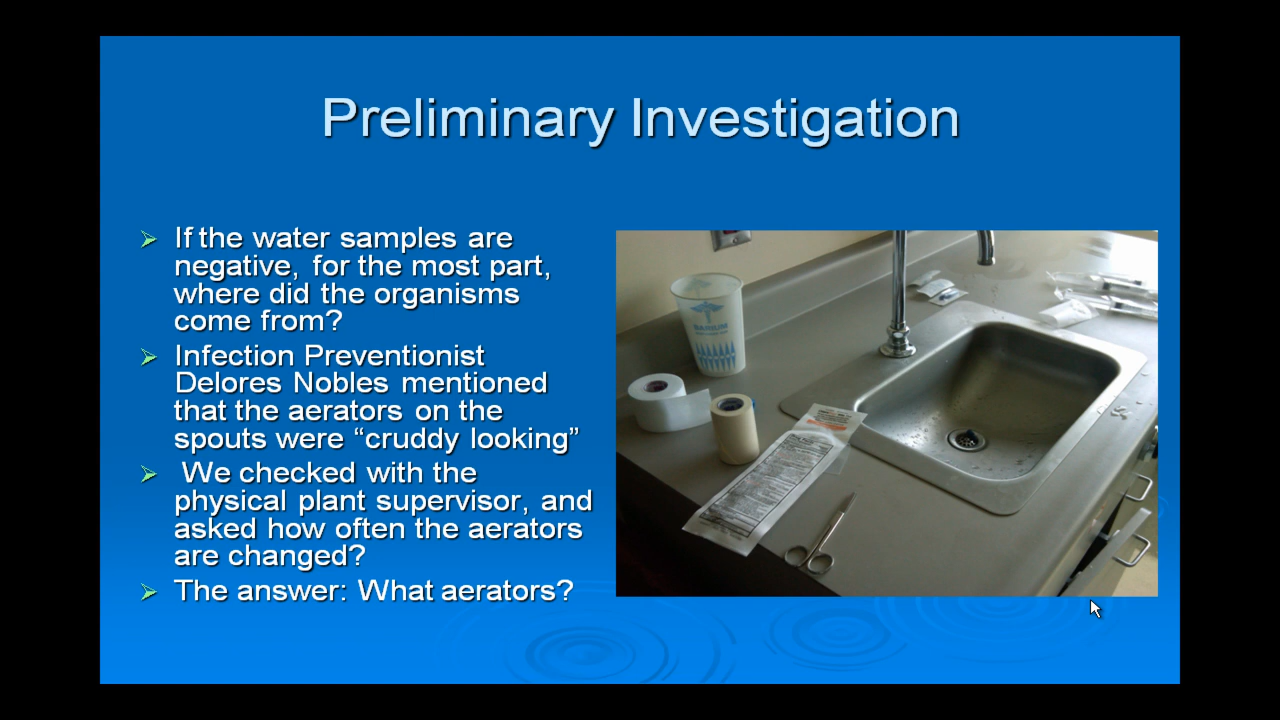 Preliminary Investigation
If the water samples are
negative, for the most part,
where did the organisms
come from?
Infection Preventionist
Delores Nobles mentioned
that the aerators on the
spouts were “cruddy looking”
We checked with the
physical plant supervisor, and
asked how often the aerators
are changed?
The answer: What aerators?
BARIUM